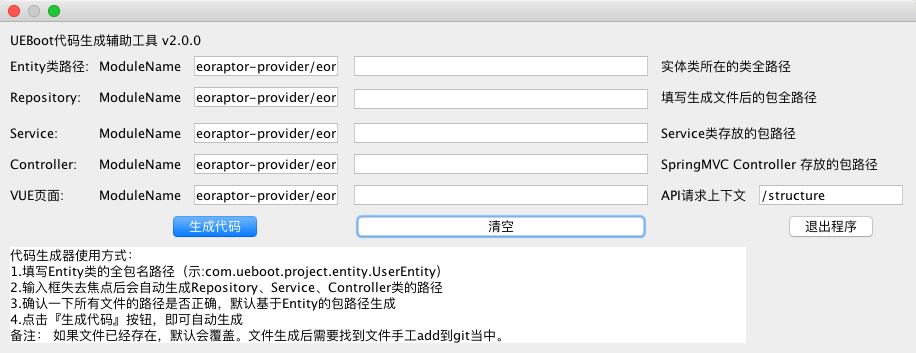 UEBoot代码生成辅助工具 v2.0.0
Entity类路径: ModuleName eoraptor-provider/eor 实体类所在的类全路径
Repository: ModuleName eoraptor-provider/eor 填写生成文件后的包全路径
Service: ModuleName eoraptor-provider/eor Service类存放的包路径
Controller: ModuleName eoraptor-provider/eor SpringMVC Controller 存放的包路径
VUE页面: ModuleName eoraptor-provider/eor API请求上下文 /structure
生成代码 清空 退出程序
代码生成器使用方式：
1.填写Entity类的全包名路径（示:com.ueboot.project.entity.UserEntity）
2.输入框失去焦点后会自动生成Repository、Service、Controller类的路径
3.确认一下所有文件的路径是否正确，默认基于Entity的包路径生成
4.点击『生成代码』按钮，即可自动生成
备注： 如果文件已经存在，默认会覆盖。文件生成后需要找到文件手工add到git当中。